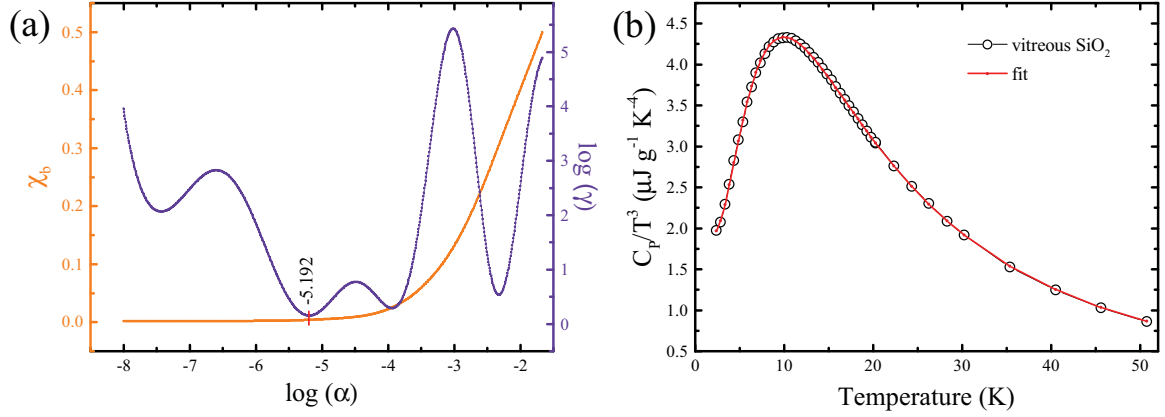 (a)
0.5
0.4
0.3
0.2
0.1
0.0
χb
5
4
3
2
1
0
log (γ)
-5.192
-8 -7 -6 -5 -4 -3 -2
log (α)
(b)
4.5
4.0
3.5
3.0
2.5
2.0
1.5
1.0
0.5
CP/T³ (μJ g⁻¹ K⁻⁴)
vitreous SiO₂
fit
0 10 20 30 40 50
Temperature (K)